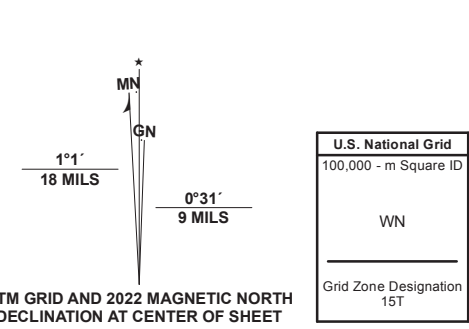 ★
MN
GN
1°1´
18 MILS
0°31´
9 MILS
TM GRID AND 2022 MAGNETIC NORTH
DECLINATION AT CENTER OF SHEET
U.S. National Grid
100,000 - m Square ID
WN
Grid Zone Designation
15T